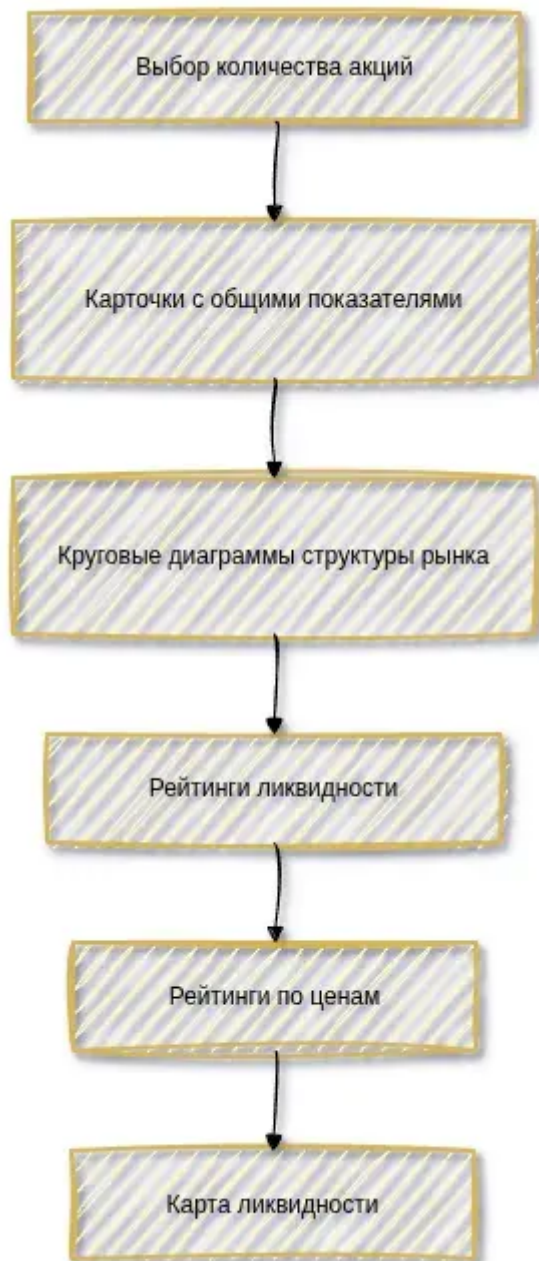 Выбор количества акций
Карточки с общими показателями
Круговые диаграммы структуры рынка
Рейтинги ликвидности
Рейтинги по ценам
Карта ликвидности